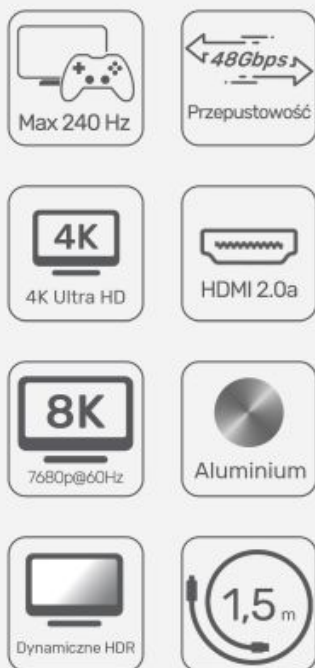 Max 240 Hz
48Gbps
Przepustowość
4K
4K Ultra HD
HDMI 2.0a
8K
7680p@60Hz
Aluminium
Dynamiczne HDR
1,5 m